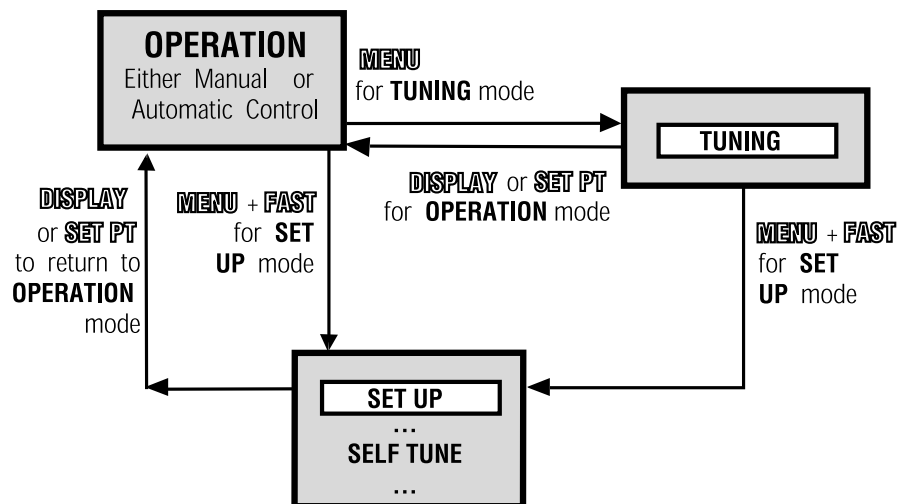 OPERATION
Either Manual or
Automatic Control
MENU
for TUNING mode
TUNING
DISPLAY or SET PT
for OPERATION mode
DISPLAY
or SET PT
to return to
OPERATION
mode
MENU + FAST
for SET
UP mode
MENU + FAST
for SET
UP mode
SET UP
...
SELF TUNE
...